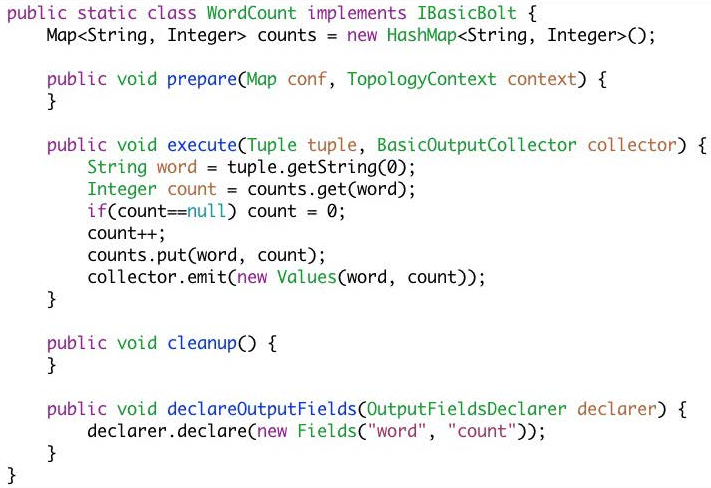 public static class WordCount implements IBasicBolt {
    Map<String, Integer> counts = new HashMap<String, Integer>();

    public void prepare(Map conf, TopologyContext context) {
    }

    public void execute(Tuple tuple, BasicOutputCollector collector) {
        String word = tuple.getString(0);
        Integer count = counts.get(word);
        if(count==null) count = 0;
        count++;
        counts.put(word, count);
        collector.emit(new Values(word, count));
    }

    public void cleanup() {
    }

    public void declareOutputFields(OutputFieldsDeclarer declarer) {
        declarer.declare(new Fields("word", "count"));
    }
}